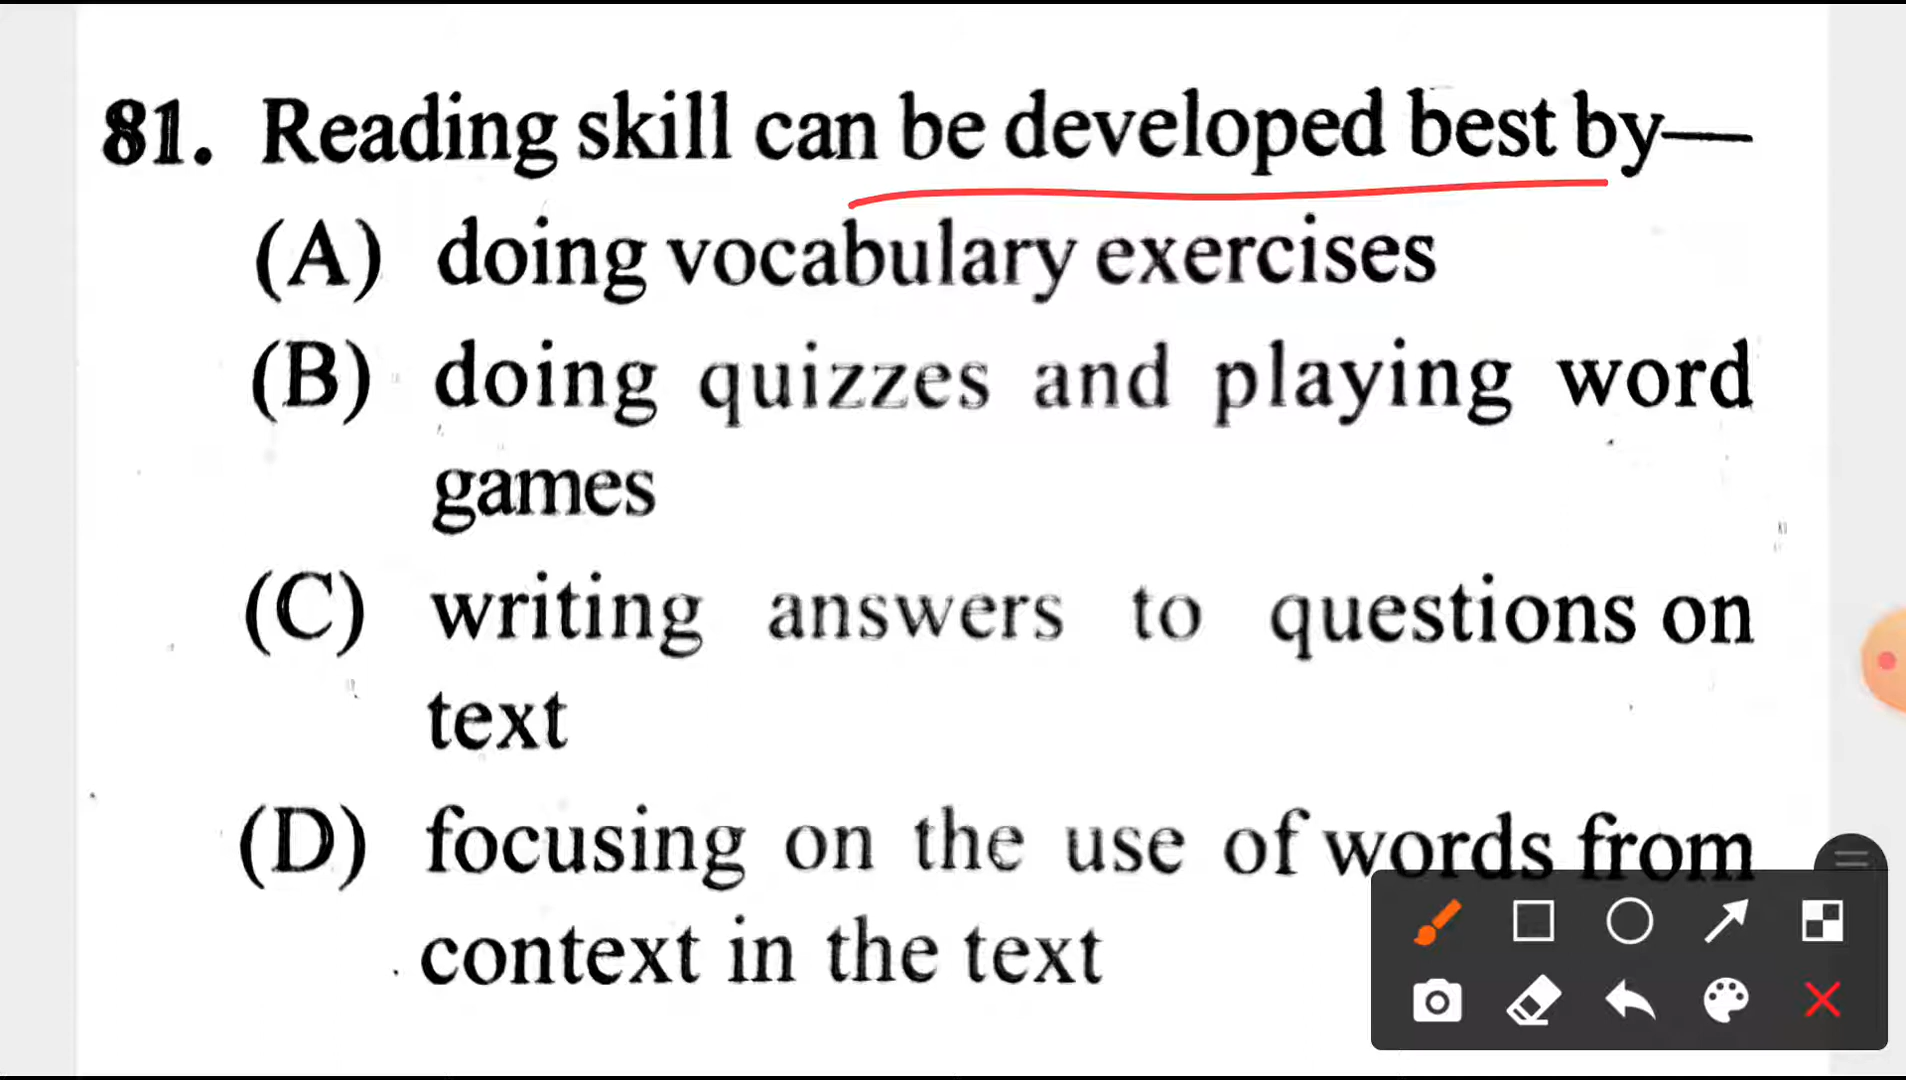 81. Reading skill can be developed best by—
(A) doing vocabulary exercises
(B) doing quizzes and playing word
games
(C) writing answers to questions on
text
(D) focusing on the use of words from
context in the text